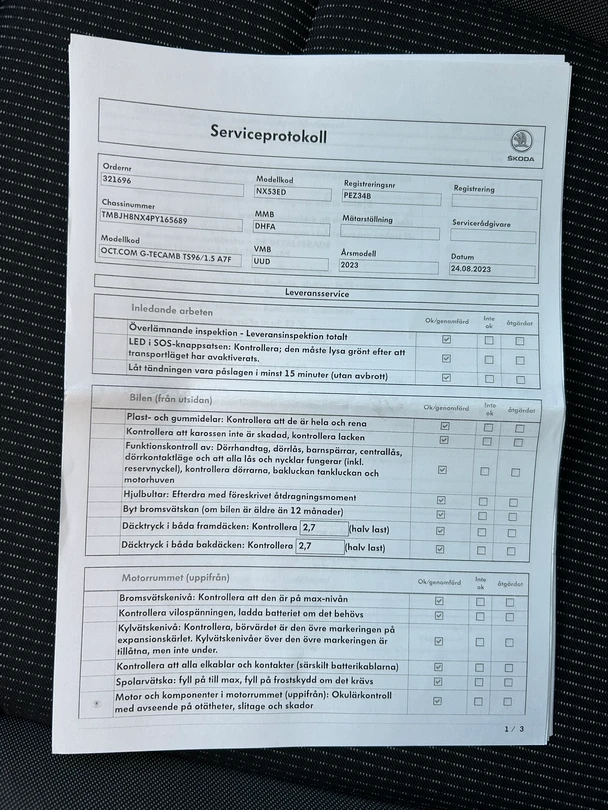 Serviceprotokoll
ŠKODA
Ordernr
321696
Modellkod
NX53ED
Registreringsnr
PEZ34B
Registrering
Chassinummer
TMBJH8NX4PY165689
MMB
DHFA
Mätarställning
Servicerådgivare
Modellkod
OCT.COM G-TECAMB TS96/1.5 A7F
VMB
UUD
Årsmodell
2023
Datum
24.08.2023
Leveransservice
Inledande arbeten
Ok/genomförd
Inte
ok
åtgärdat
Överlämnande inspektion - Leveransinspektion totalt
LED i SOS-knappsatsen: Kontrollera; den måste lysa grönt efter att
transportläget har avaktiverats.
Låt tändningen vara påslagen i minst 15 minuter (utan avbrott)
Bilen (från utsidan)
Ok/genomförd
Inte
ok
åtgärdat
Plast- och gummidelar: Kontrollera att de är hela och rena
Kontrollera att karossen inte är skadad, kontrollera lacken
Funktionskontroll av: Dörrhandtag, dörrlås, barnspärrar, centrallås,
dörrkontaktläge och att alla lås och nycklar fungerar (inkl.
reservnyckel), kontrollera dörrarna, bakluckan tankluckan och
motorhuven
Hjulbultar: Efterdra med föreskrivet åtdragningsmoment
Byt bromsvätskan (om bilen är äldre än 12 månader)
Däcktryck i båda framdäcken: Kontrollera 2,7 (halv last)
Däcktryck i båda bakdäcken: Kontrollera 2,7 (halv last)
Motorrummet (uppifrån)
Ok/genomförd
Inte
ok
åtgärdat
Bromsvätskenivå: Kontrollera att den är på max-nivån
Kontrollera vilospänningen, ladda batteriet om det behövs
Kylvätskenivå: Kontrollera, börvärdet är den övre markeringen på
expansionskärlet. Kylvätskenivåer över den övre markeringen är
tillåtna, men inte under.
Kontrollera att alla elkablar och kontakter (särskilt batterikablarna)
Spolarvätska: fyll på till max, fyll på frostskydd om det krävs
Motor och komponenter i motorrummet (uppifrån): Okulärkontroll
med avseende på otätheter, slitage och skador
1 / 3